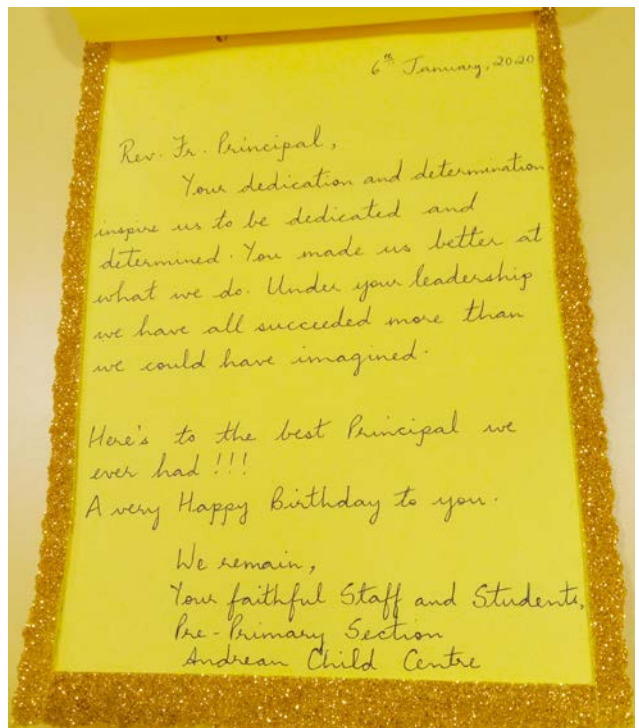 6th January, 2020
Rev. Fr. Principal,
Your dedication and determination
inspire us to be dedicated and
determined. You made us better at
what we do. Under your leadership
we have all succeeded more than
we could have imagined.
Here's to the best Principal we
ever had !!!
A very Happy Birthday to you.
We remain,
Your faithful Staff and Students,
Pre-Primary Section
Andrean Child Centre